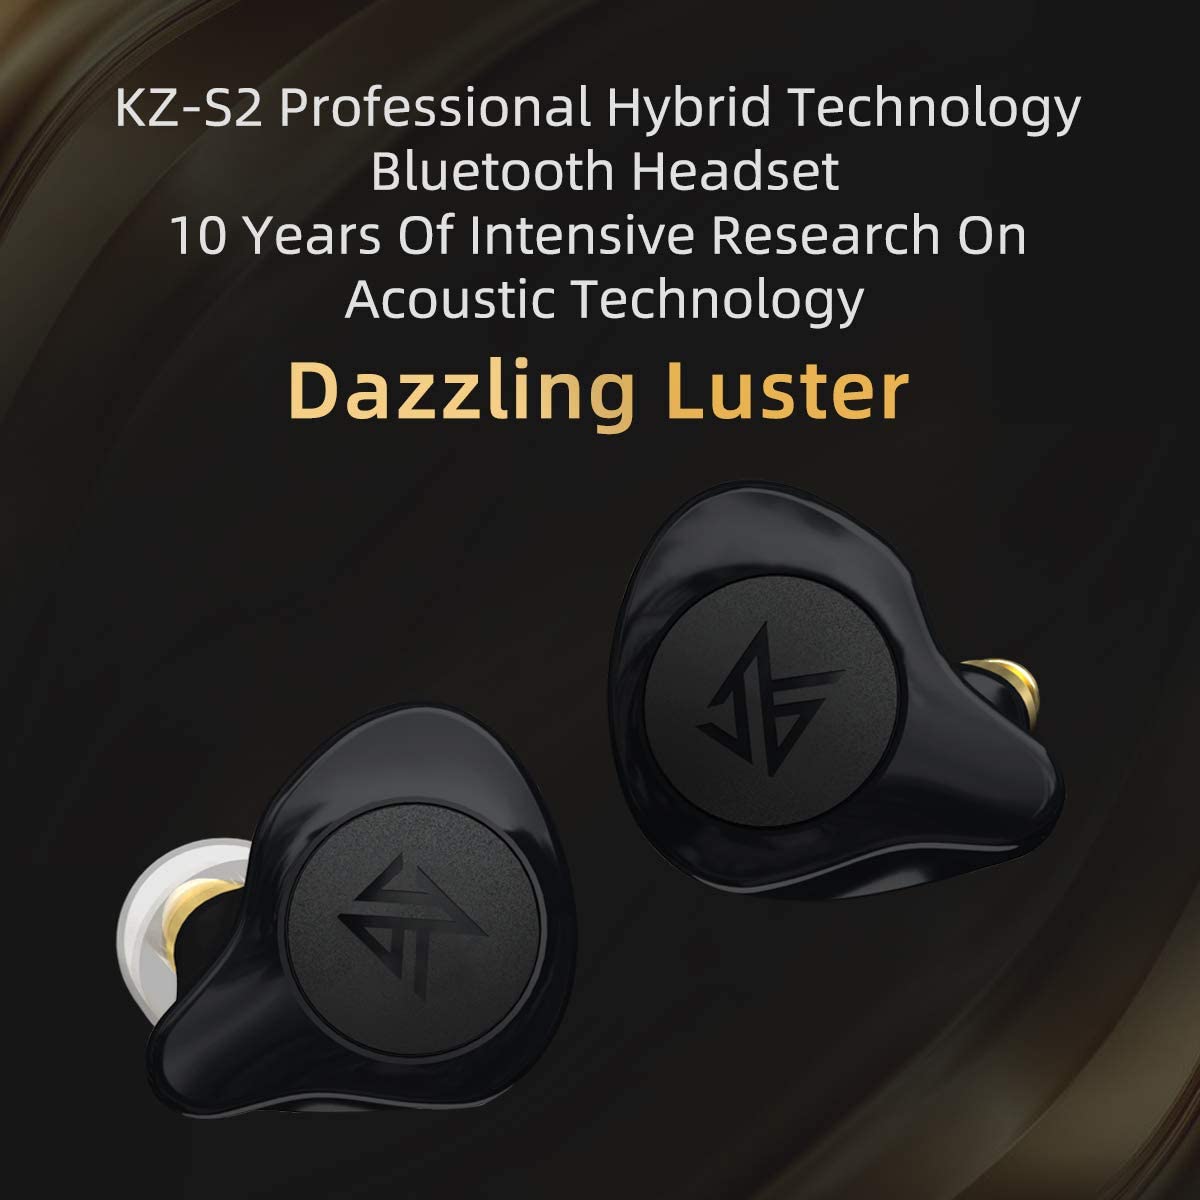 KZ-S2 Professional Hybrid Technology
Bluetooth Headset
10 Years Of Intensive Research On
Acoustic Technology
Dazzling Luster